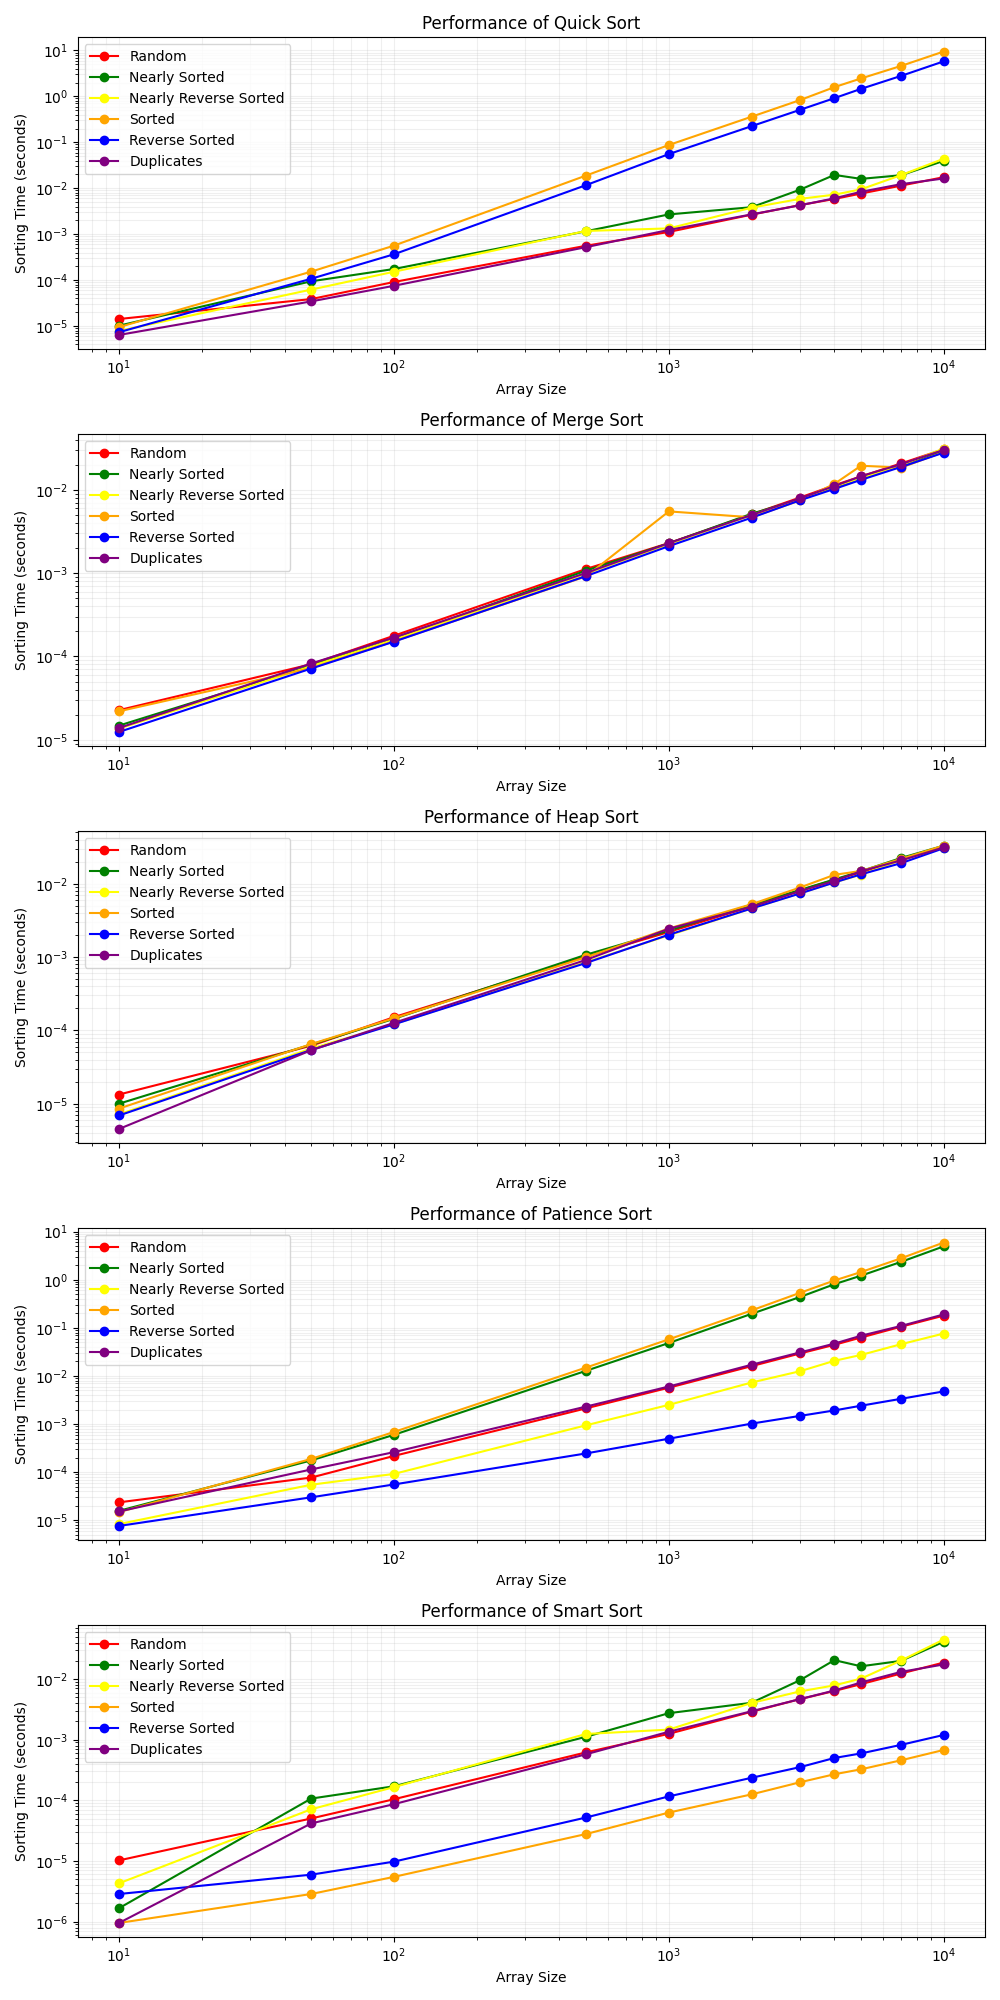 Performance of Quick Sort
Sorting Time (seconds)
10¹
10⁰
10⁻¹
10⁻²
10⁻³
10⁻⁴
10⁻⁵
Random
Nearly Sorted
Nearly Reverse Sorted
Sorted
Reverse Sorted
Duplicates
10¹ 10² 10³ 10⁴
Array Size
Performance of Merge Sort
Sorting Time (seconds)
10⁻²
10⁻³
10⁻⁴
10⁻⁵
Random
Nearly Sorted
Nearly Reverse Sorted
Sorted
Reverse Sorted
Duplicates
10¹ 10² 10³ 10⁴
Array Size
Performance of Heap Sort
Sorting Time (seconds)
10⁻²
10⁻³
10⁻⁴
10⁻⁵
Random
Nearly Sorted
Nearly Reverse Sorted
Sorted
Reverse Sorted
Duplicates
10¹ 10² 10³ 10⁴
Array Size
Performance of Patience Sort
Sorting Time (seconds)
10¹
10⁰
10⁻¹
10⁻²
10⁻³
10⁻⁴
10⁻⁵
Random
Nearly Sorted
Nearly Reverse Sorted
Sorted
Reverse Sorted
Duplicates
10¹ 10² 10³ 10⁴
Array Size
Performance of Smart Sort
Sorting Time (seconds)
10⁻²
10⁻³
10⁻⁴
10⁻⁵
10⁻⁶
Random
Nearly Sorted
Nearly Reverse Sorted
Sorted
Reverse Sorted
Duplicates
10¹ 10² 10³ 10⁴
Array Size